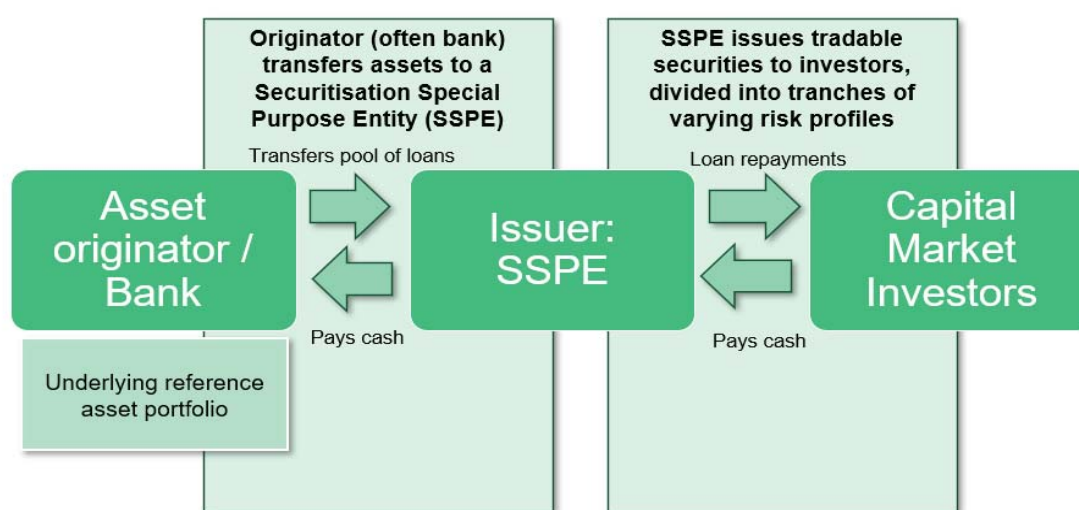 Originator (often bank)
transfers assets to a
Securitisation Special
Purpose Entity (SSPE)
SSPE issues tradable
securities to investors,
divided into tranches of
varying risk profiles
Transfers pool of loans
Loan repayments
Asset
originator /
Bank
Issuer:
SSPE
Capital
Market
Investors
Pays cash
Pays cash
Underlying reference
asset portfolio